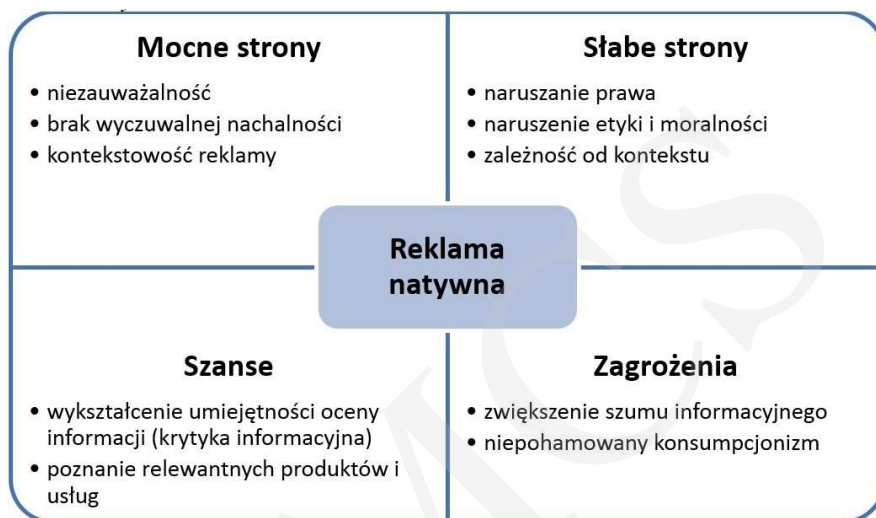 Mocne strony
• niezauważalność
• brak wyczuwalnej nachalności
• kontekstowość reklamy
Słabe strony
• naruszanie prawa
• naruszenie etyki i moralności
• zależność od kontekstu
Reklama
natywna
Szanse
• wykształcenie umiejętności oceny
informacji (krytyka informacyjna)
• poznanie relewantnych produktów i
usług
Zagrożenia
• zwiększenie szumu informacyjnego
• niepohamowany konsumpcjonizm